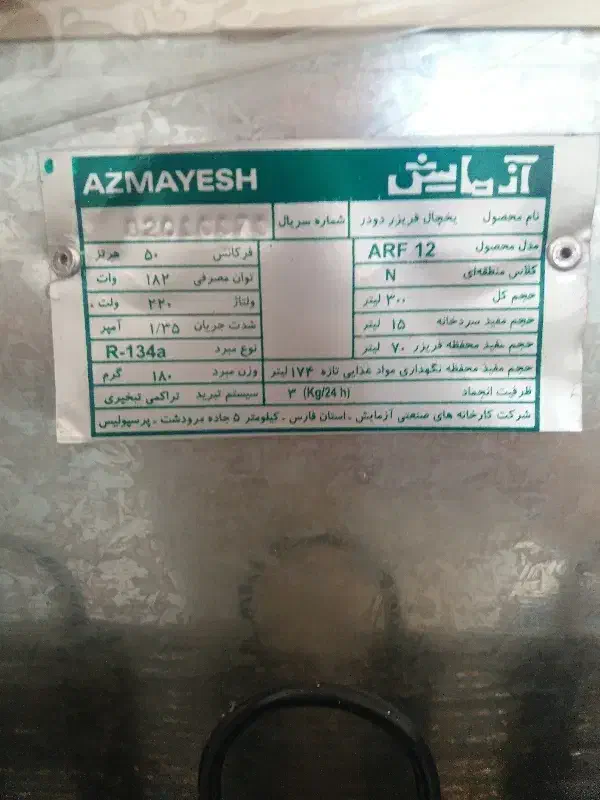 AZMAYESH آزمایش
نام محصول یخچال فریزر دودر شماره سریال
مدل محصول ARF 12 فرکانس ۵۰ هرتز
کلاس منطقه‌ای N توان مصرفی ۱۸۲ وات
حجم کل ۳۰۰ لیتر ولتاژ ۲۲۰ ولت
حجم مفید سردخانه ۱۵ لیتر شدت جریان ۱/۳۵ آمپر
حجم مفید محفظه فریزر ۷۰ لیتر نوع مبرد R-134a
حجم مفید محفظه نگهداری مواد غذایی تازه ۱۷۴ لیتر وزن مبرد ۱۸۰ گرم
ظرفیت انجماد ۳ (Kg/24 h) سیستم تبرید تراکمی تبخیری
شرکت کارخانه های صنعتی آزمایش . استان فارس . کیلومتر ۵ جاده مرودشت . پرسپولیس